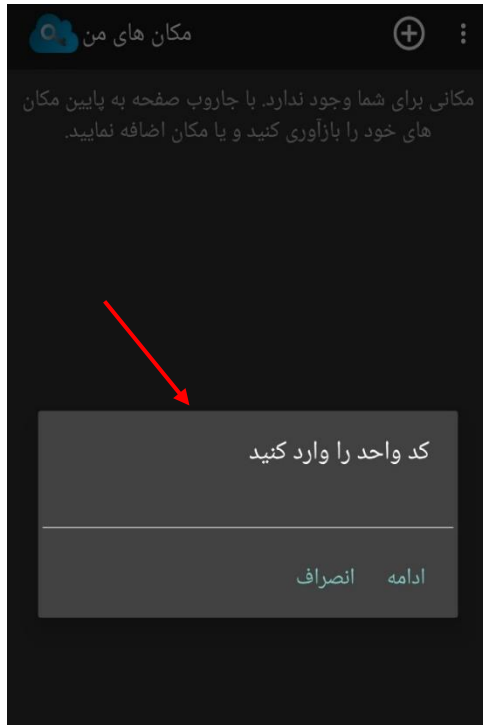 مکان های من
مکانی برای شما وجود ندارد. با جاروب صفحه به پایین مکان
های خود را بازآوری کنید و یا مکان اضافه نمایید.
کد واحد را وارد کنید
ادامه انصراف